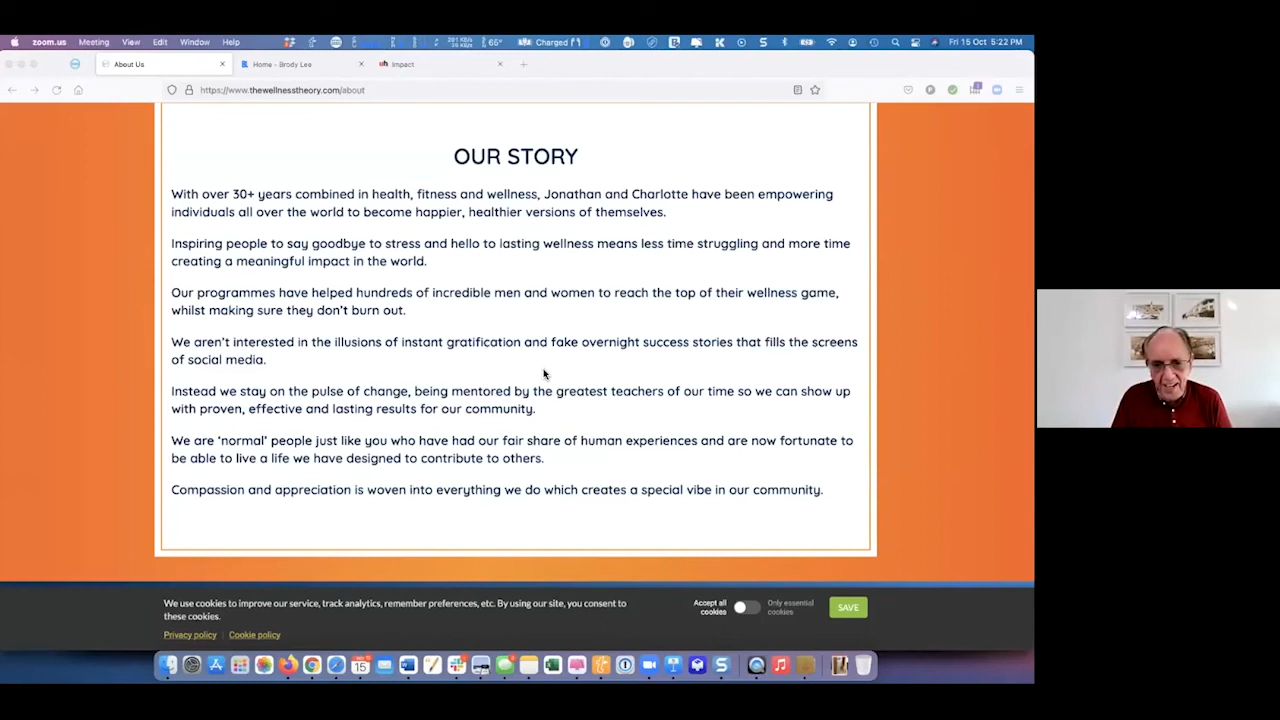 zoom.us Meeting View Edit Window Help
Charged
Fri 15 Oct 5:22 PM
About Us
Home - Brody Lee
Impact
https://www.thewellnesstheory.com/about
OUR STORY
With over 30+ years combined in health, fitness and wellness, Jonathan and Charlotte have been empowering
individuals all over the world to become happier, healthier versions of themselves.
Inspiring people to say goodbye to stress and hello to lasting wellness means less time struggling and more time
creating a meaningful impact in the world.
Our programmes have helped hundreds of incredible men and women to reach the top of their wellness game,
whilst making sure they don’t burn out.
We aren’t interested in the illusions of instant gratification and fake overnight success stories that fills the screens
of social media.
Instead we stay on the pulse of change, being mentored by the greatest teachers of our time so we can show up
with proven, effective and lasting results for our community.
We are ‘normal’ people just like you who have had our fair share of human experiences and are now fortunate to
be able to live a life we have designed to contribute to others.
Compassion and appreciation is woven into everything we do which creates a special vibe in our community.
We use cookies to improve our service, track analytics, remember preferences, etc. By using our site, you consent to
these cookies.
Privacy policy | Cookie policy
Accept all
cookies
Only essential
cookies
SAVE